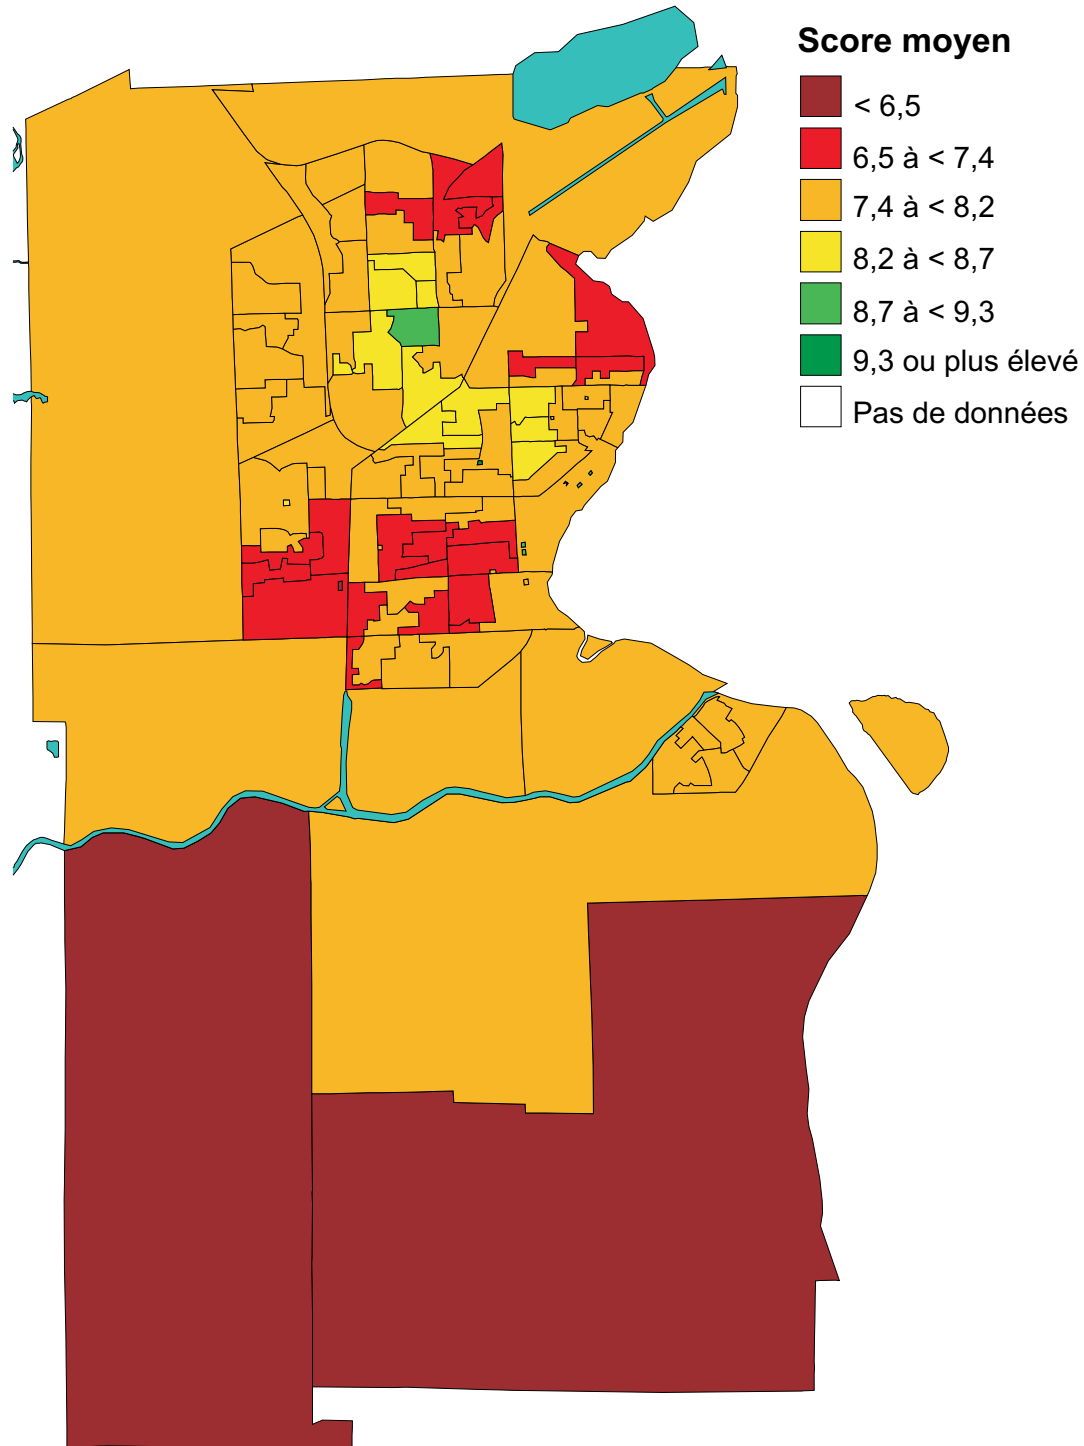 Score moyen
< 6,5
6,5 à < 7,4
7,4 à < 8,2
8,2 à < 8,7
8,7 à < 9,3
9,3 ou plus élevé
Pas de données